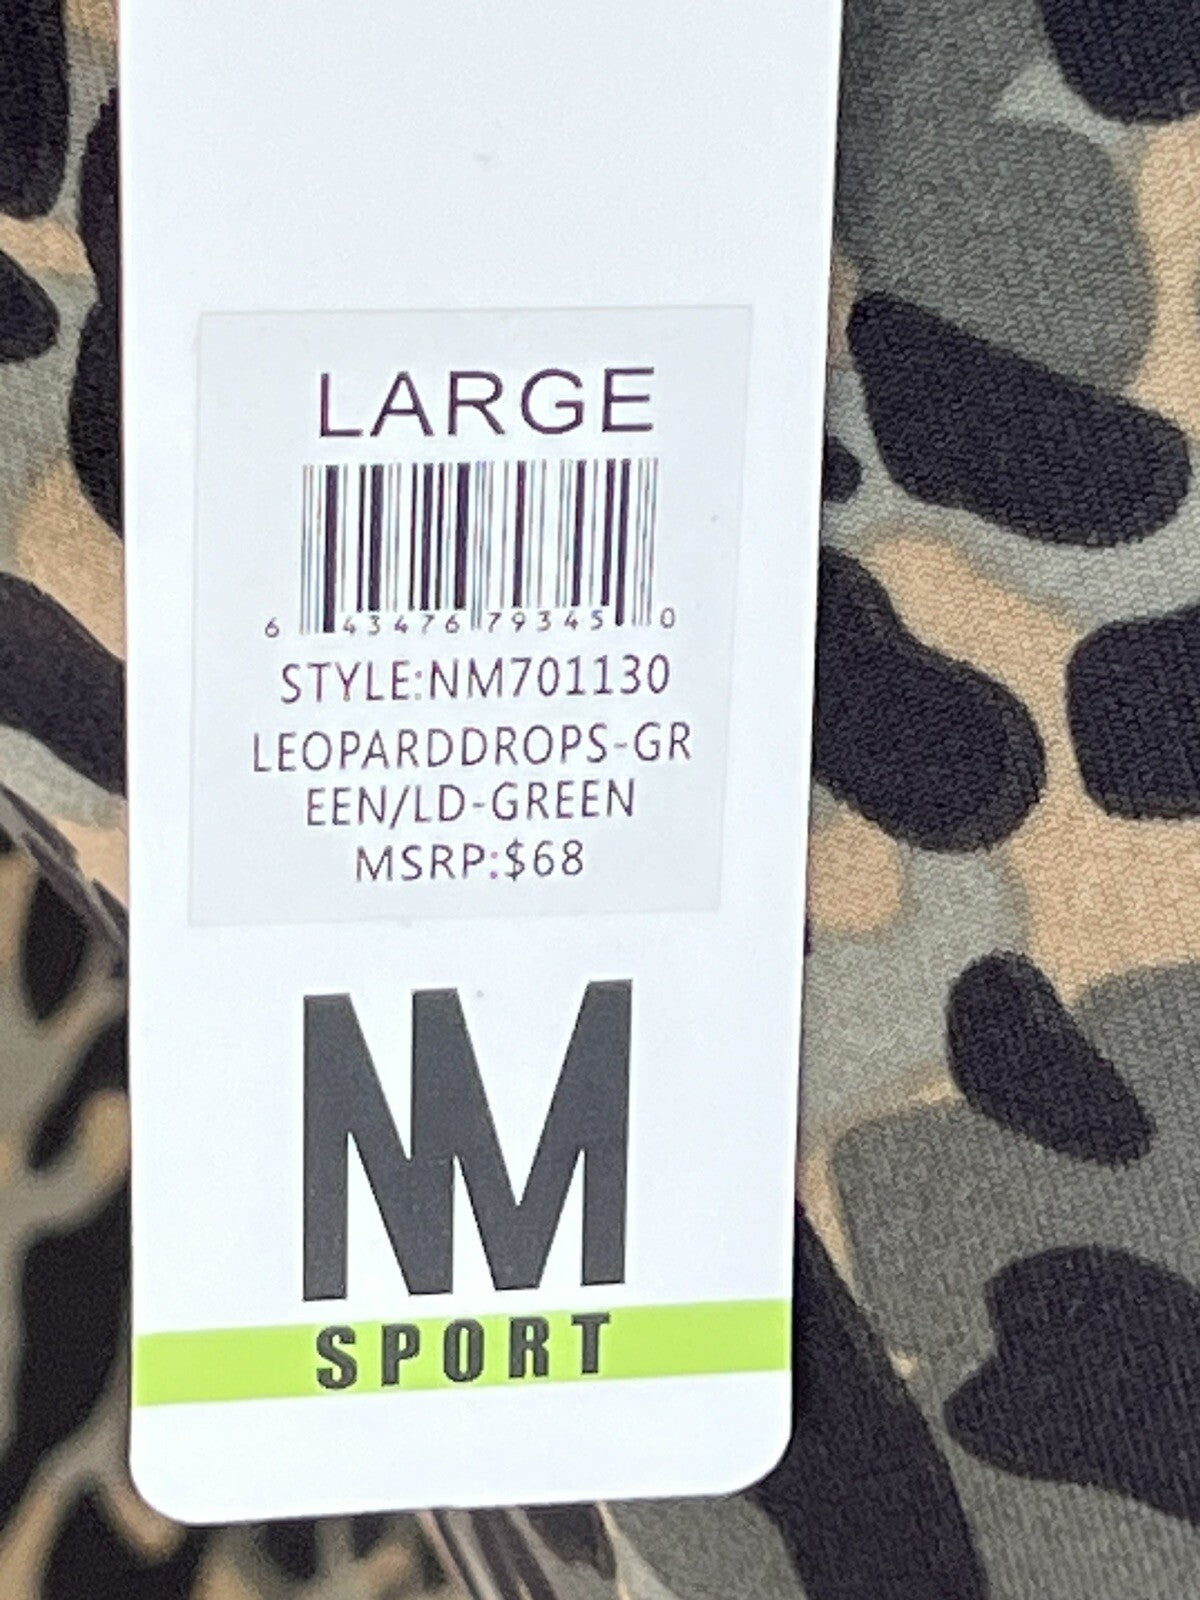 LARGE
6 43476 79345 0
STYLE:NM701130
LEOPARDDROPS-GR
EEN/LD-GREEN
MSRP:$68
NM
SPORT